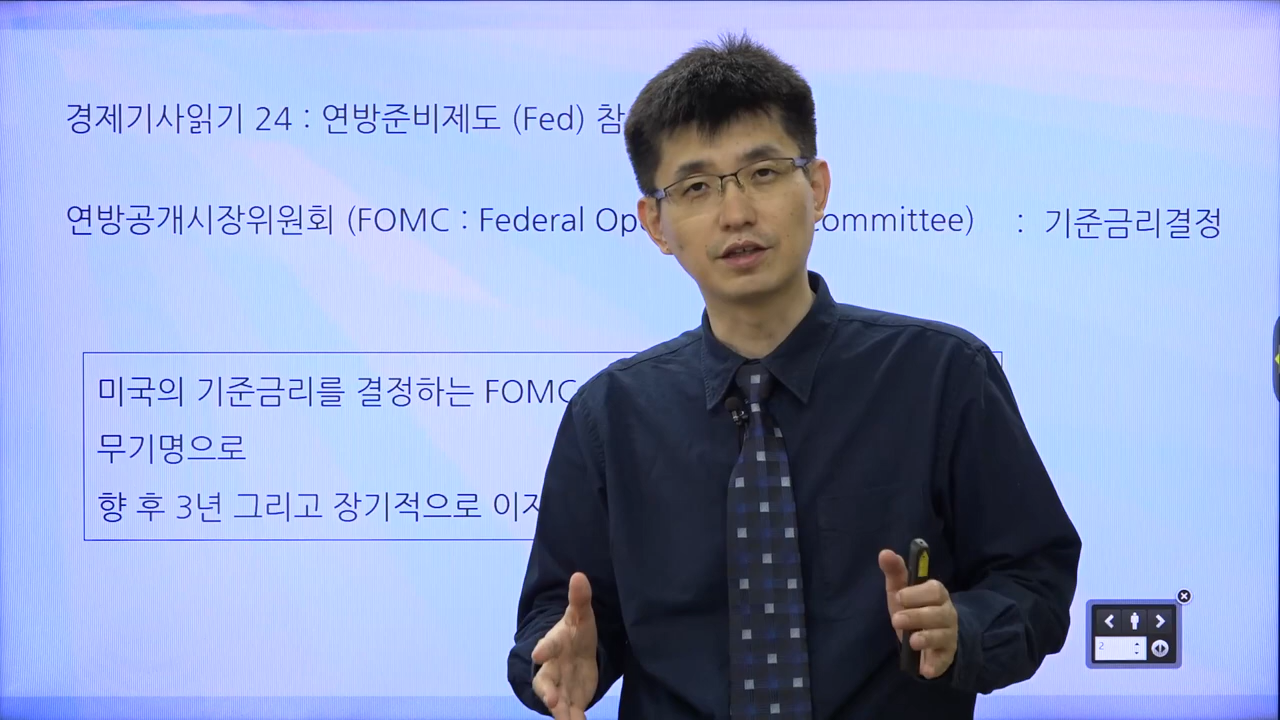 경제기사읽기 24 : 연방준비제도 (Fed) 참
연방공개시장위원회 (FOMC : Federal : 기준금리결정
미국의 기준금리를 결정하는 FOMC
무기명으로
향 후 3년 그리고 장기적으로
2